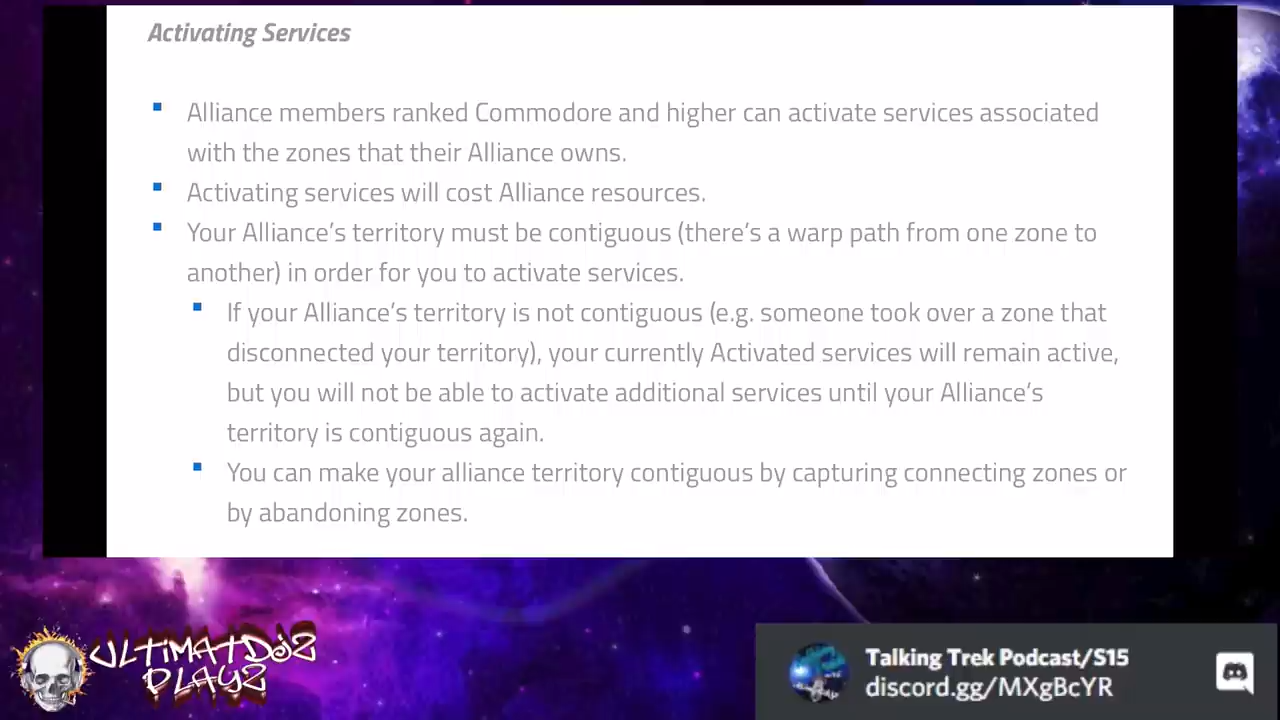 Activating Services
Alliance members ranked Commodore and higher can activate services associated
with the zones that their Alliance owns.
Activating services will cost Alliance resources.
Your Alliance’s territory must be contiguous (there’s a warp path from one zone to
another) in order for you to activate services.
If your Alliance’s territory is not contiguous (e.g. someone took over a zone that
disconnected your territory), your currently Activated services will remain active,
but you will not be able to activate additional services until your Alliance’s
territory is contiguous again.
You can make your alliance territory contiguous by capturing connecting zones or
by abandoning zones.
ULTIMATDJZ
PLAYZ
Talking Trek Podcast/S15
discord.gg/MXgBcYR